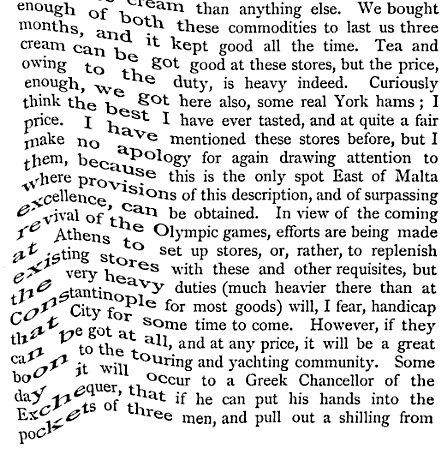 cream than anything else. We bought
enough of both these commodities to last us three
months, and it kept good all the time. Tea and
cream can be got good at these stores, but the price,
owing to the duty, is heavy indeed. Curiously
enough, we got here also, some real York hams ; I
think the best I have ever tasted, and at quite a fair
price. I have mentioned these stores before, but I
make no apology for again drawing attention to
them, because this is the only spot East of Malta
where provisions of this description, and of surpassing
excellence, can be obtained. In view of the coming
revival of the Olympic games, efforts are being made
at Athens to set up stores, or, rather, to replenish
existing stores with these and other requisites, but
the very heavy duties (much heavier there than at
Constantinople for most goods) will, I fear, handicap
that City for some time to come. However, if they
can be got at all, and at any price, it will be a great
boon to the touring and yachting community. Some
day it will occur to a Greek Chancellor of the
Exchequer, that if he can put his hands into the
pockets of three men, and pull out a shilling from